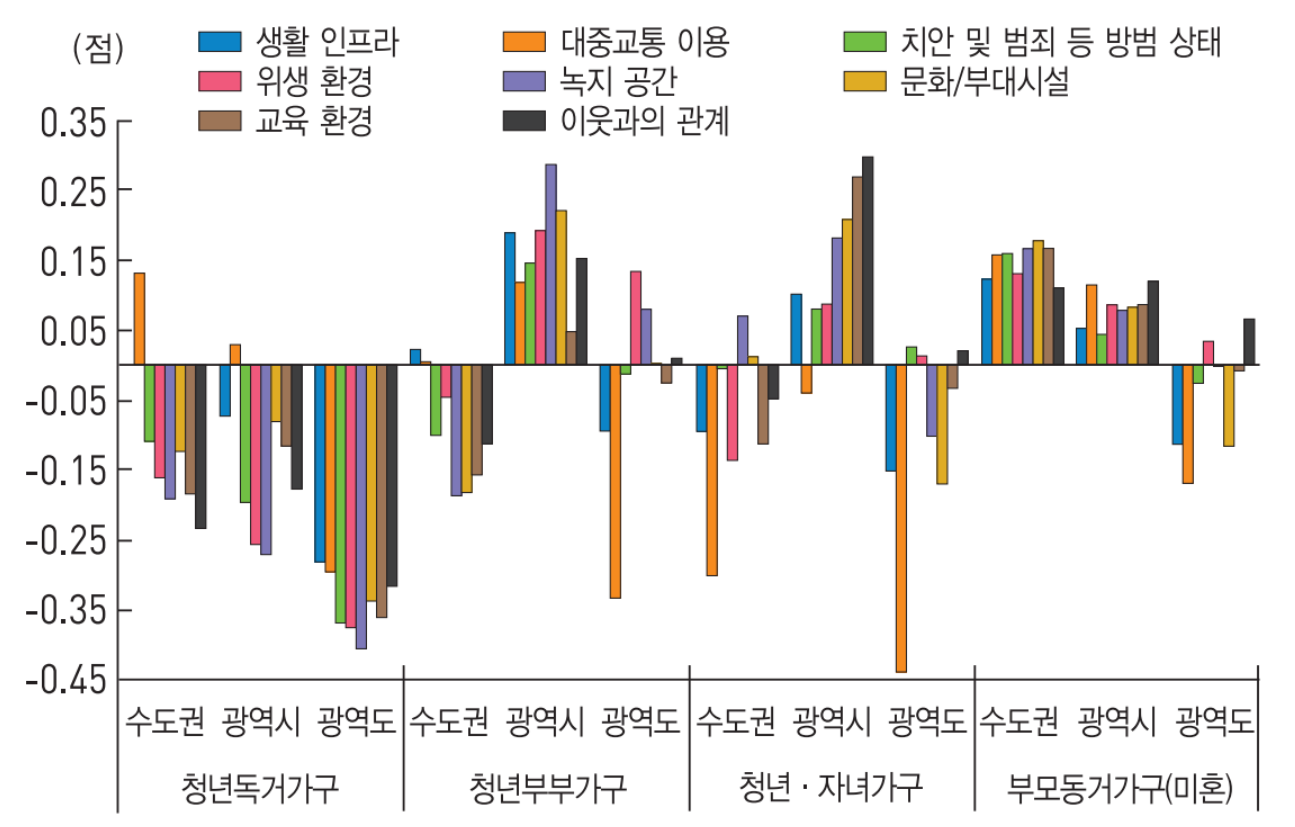 (점)
생활 인프라 대중교통 이용 치안 및 범죄 등 방범 상태
위생 환경 녹지 공간 문화/부대시설
교육 환경 이웃과의 관계
0.35
0.25
0.15
0.05
-0.05
-0.15
-0.25
-0.35
-0.45
수도권 광역시 광역도 수도권 광역시 광역도 수도권 광역시 광역도 수도권 광역시 광역도
청년독거가구 청년부부가구 청년 · 자녀가구 부모동거가구(미혼)